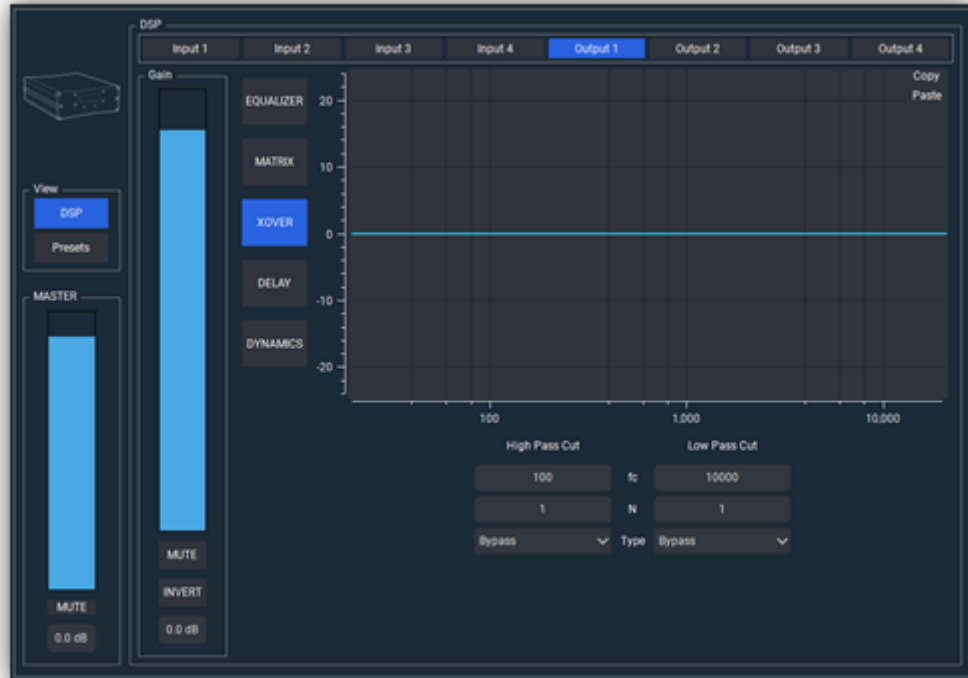 DSP
Input 1 Input 2 Input 3 Input 4 Output 1 Output 2 Output 3 Output 4
View
DSP
Presets
MASTER
MUTE
0.0 dB
Gain
MUTE
INVERT
0.0 dB
EQUALIZER
MATRIX
XOVER
DELAY
DYNAMICS
Copy
Paste
20
10
0
-10
-20
100 1,000 10,000
High Pass Cut Low Pass Cut
100 fc 10000
1 N 1
Bypass Type Bypass